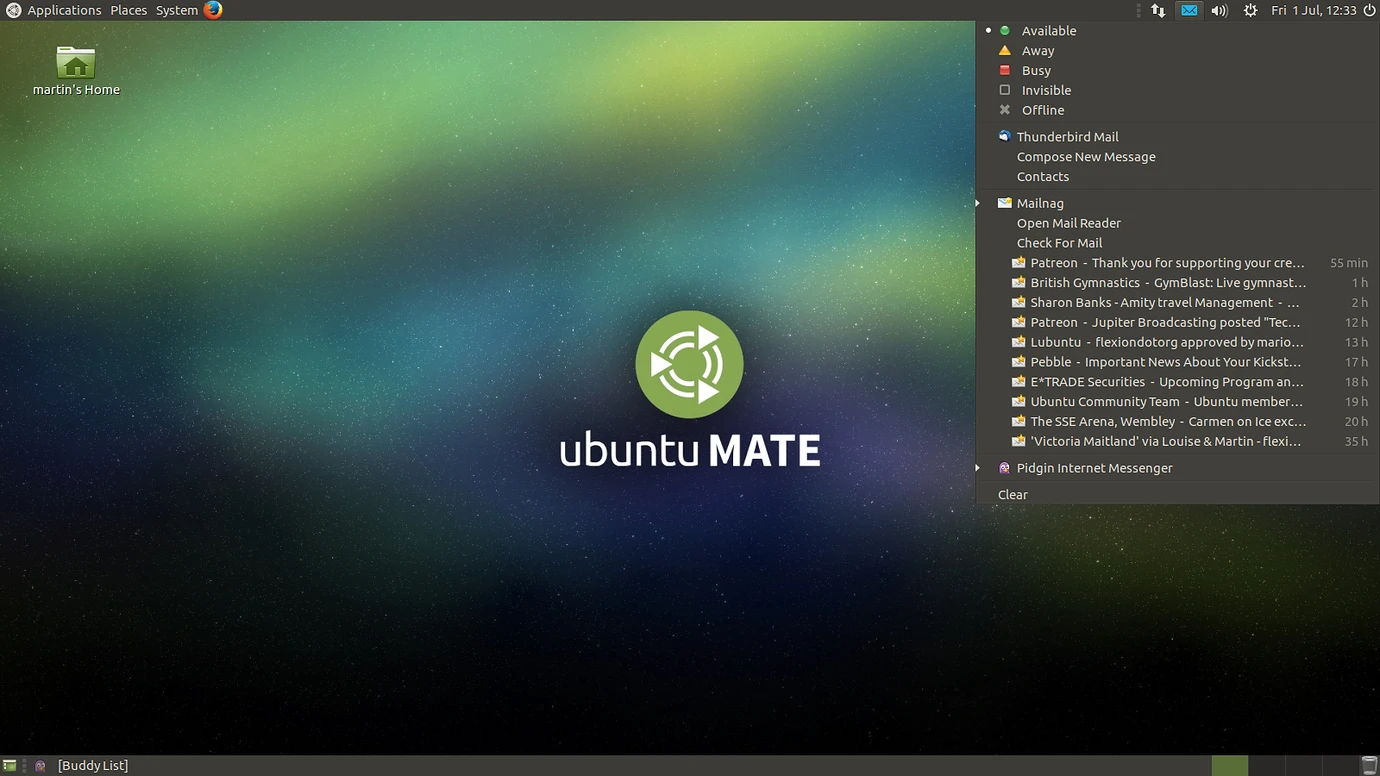 Applications Places System
Fri 1 Jul, 12:33
martin's Home
Available
Away
Busy
Invisible
Offline
Thunderbird Mail
Compose New Message
Contacts
Mailnag
Open Mail Reader
Check For Mail
Patreon - Thank you for supporting your cre... 55 min
British Gymnastics - GymBlast: Live gymnast... 1 h
Sharon Banks - Amity travel Management - ... 2 h
Patreon - Jupiter Broadcasting posted "Tec... 12 h
Lubuntu - flexiondotorg approved by mario... 13 h
Pebble - Important News About Your Kickst... 17 h
E*TRADE Securities - Upcoming Program an... 18 h
Ubuntu Community Team - Ubuntu member... 19 h
The SSE Arena, Wembley - Carmen on Ice exc... 20 h
'Victoria Maitland' via Louise & Martin - flexi... 35 h
Pidgin Internet Messenger
Clear
ubuntu MATE
[Buddy List]